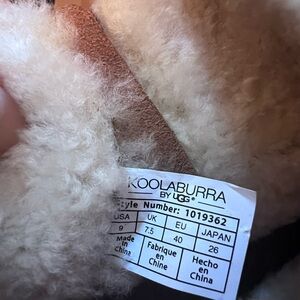 KOOLABURRA
BY UGG®
Style Number: 1019362
USA UK EU JAPAN
9 7.5 40 26
Made in China
Fabrique en Chine
Hecho en China